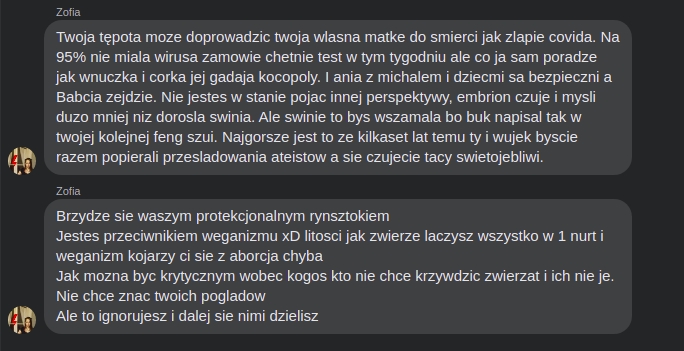 Zofia
Twoja tępota moze doprowadzic twoja wlasna matke do smierci jak zlapie covida. Na
95% nie miala wirusa zamowie chetnie test w tym tygodniu ale co ja sam poradze
jak wnuczka i corka jej gadaja kocopoly. I ania z michalem i dziecmi sa bezpieczni a
Babcia zejdzie. Nie jestes w stanie pojac innej perspektywy, embrion czuje i mysli
duzo mniej niz dorosla swinia. Ale swinie to bys wszamala bo buk napisal tak w
twojej kolejnej feng szui. Najgorsze jest to ze kilkaset lat temu ty i wujek byscie
razem popierali przesladowania ateistow a sie czujecie tacy swietojebliwi.
Zofia
Brzydze sie waszym protekcjonalnym rynsztokiem
Jestes przeciwnikiem weganizmu xD litosci jak zwierze laczysz wszystko w 1 nurt i
weganizm kojarzy ci sie z aborcja chyba
Jak mozna byc krytycznym wobec kogos kto nie chce krzywdzic zwierzat i ich nie je.
Nie chce znac twoich pogladow
Ale to ignorujesz i dalej sie nimi dzielisz